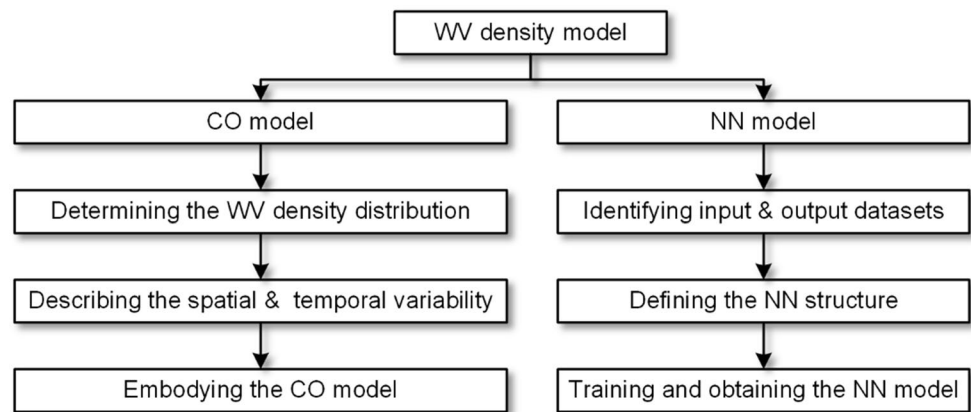 WV density model
CO model
NN model
Determining the WV density distribution
Identifying input & output datasets
Describing the spatial & temporal variability
Defining the NN structure
Embodying the CO model
Training and obtaining the NN model